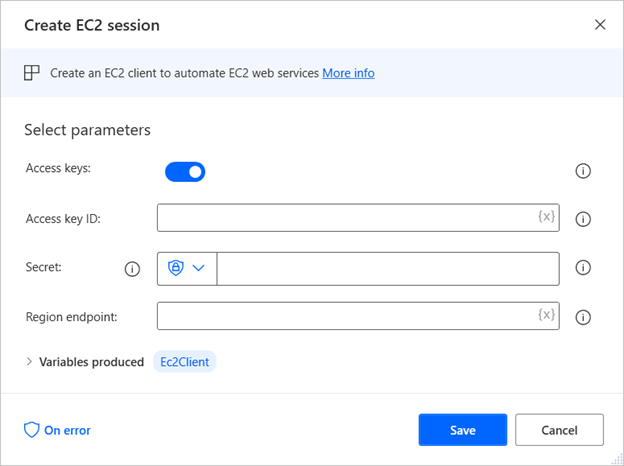 Create EC2 session
Create an EC2 client to automate EC2 web services More info
Select parameters
Access keys:
Access key ID: {x}
Secret:
Region endpoint: {x}
Variables produced Ec2Client
On error Save Cancel